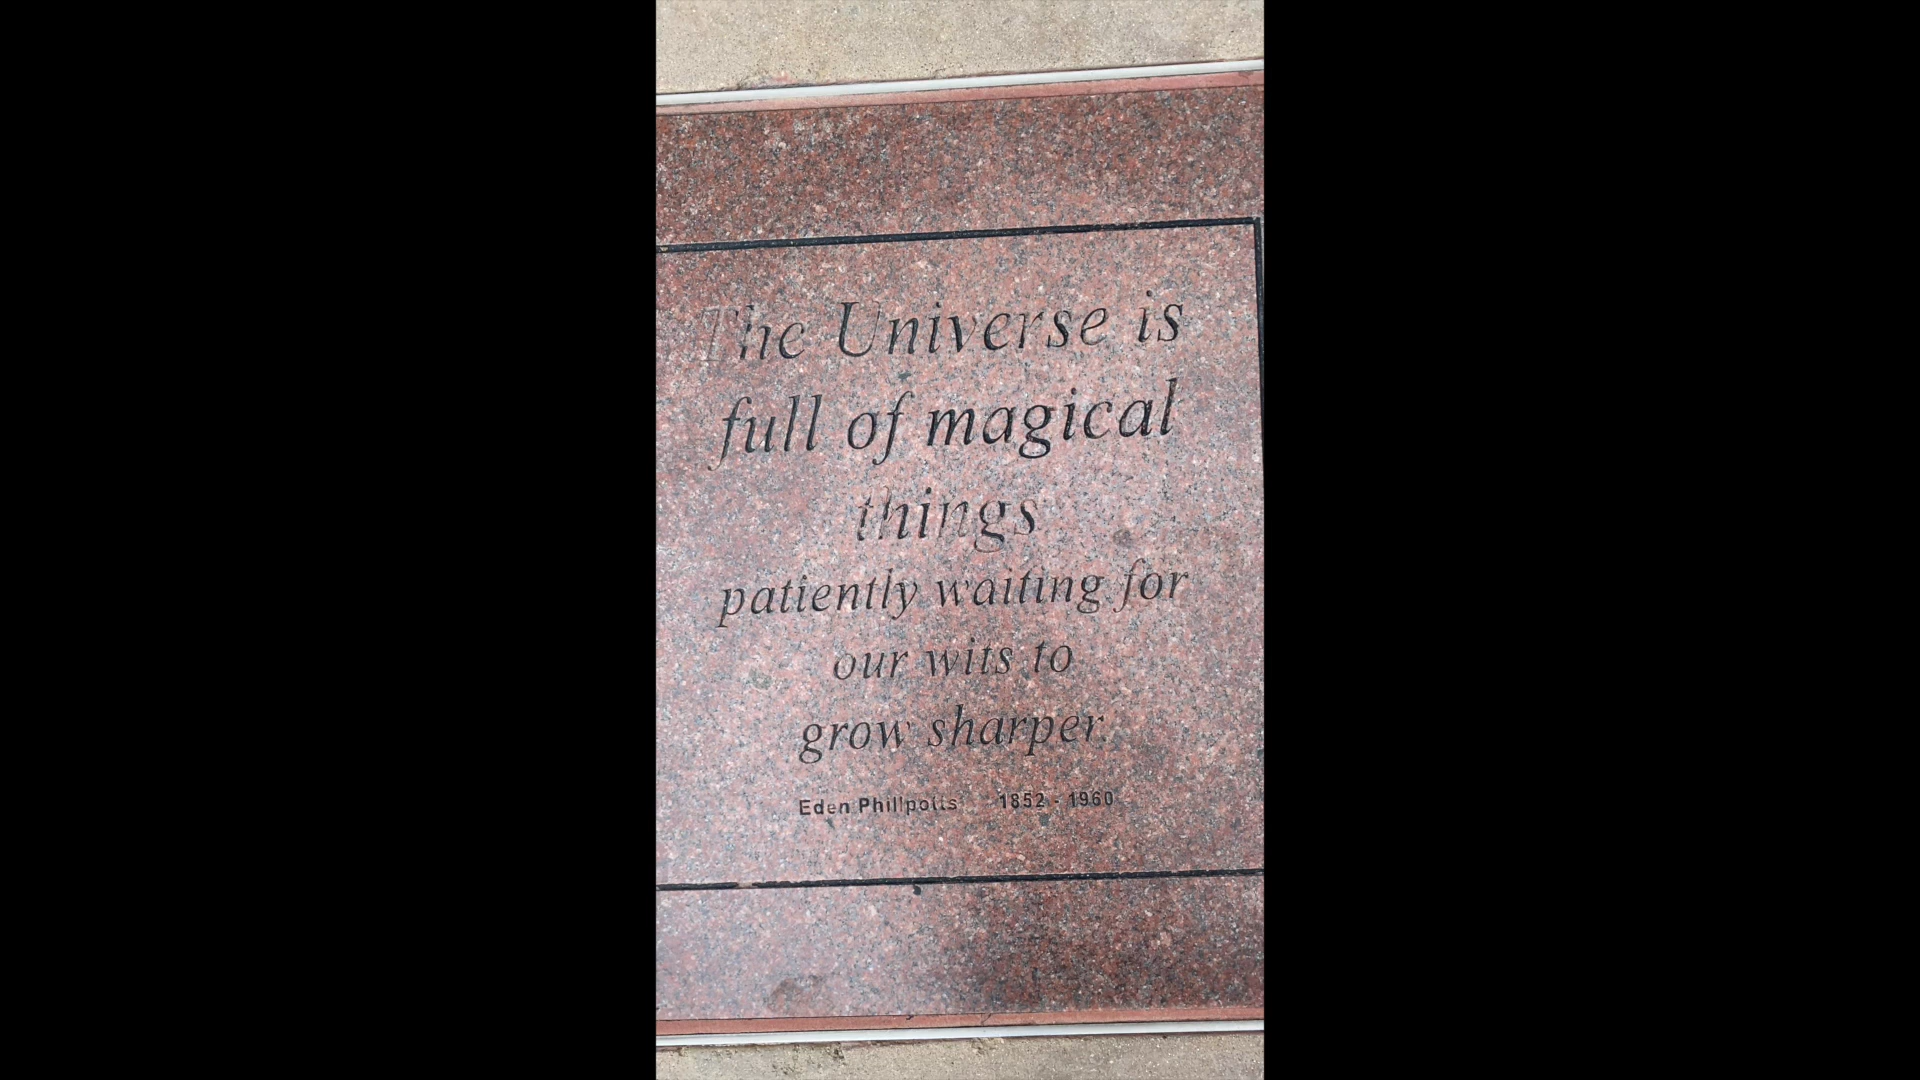 The Universe is
full of magical
things
patiently waiting for
our wits to
grow sharper.
Eden Phillpotts 1852 - 1960